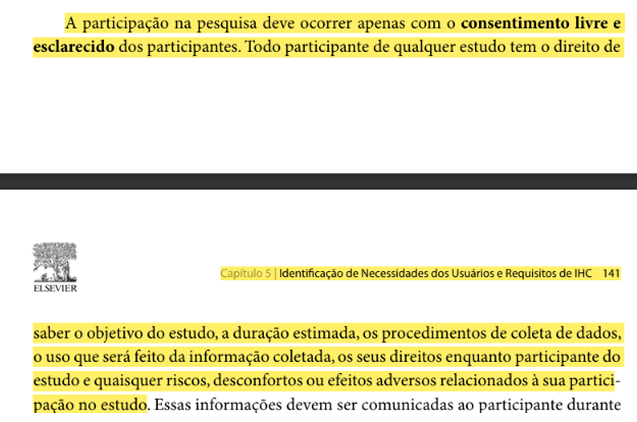 A participação na pesquisa deve ocorrer apenas com o consentimento livre e
esclarecido dos participantes. Todo participante de qualquer estudo tem o direito de
ELSEVIER
Capítulo 5 | Identificação de Necessidades dos Usuários e Requisitos de IHC 141
saber o objetivo do estudo, a duração estimada, os procedimentos de coleta de dados,
o uso que será feito da informação coletada, os seus direitos enquanto participante do
estudo e quaisquer riscos, desconfortos ou efeitos adversos relacionados à sua partici-
pação no estudo. Essas informações devem ser comunicadas ao participante durante